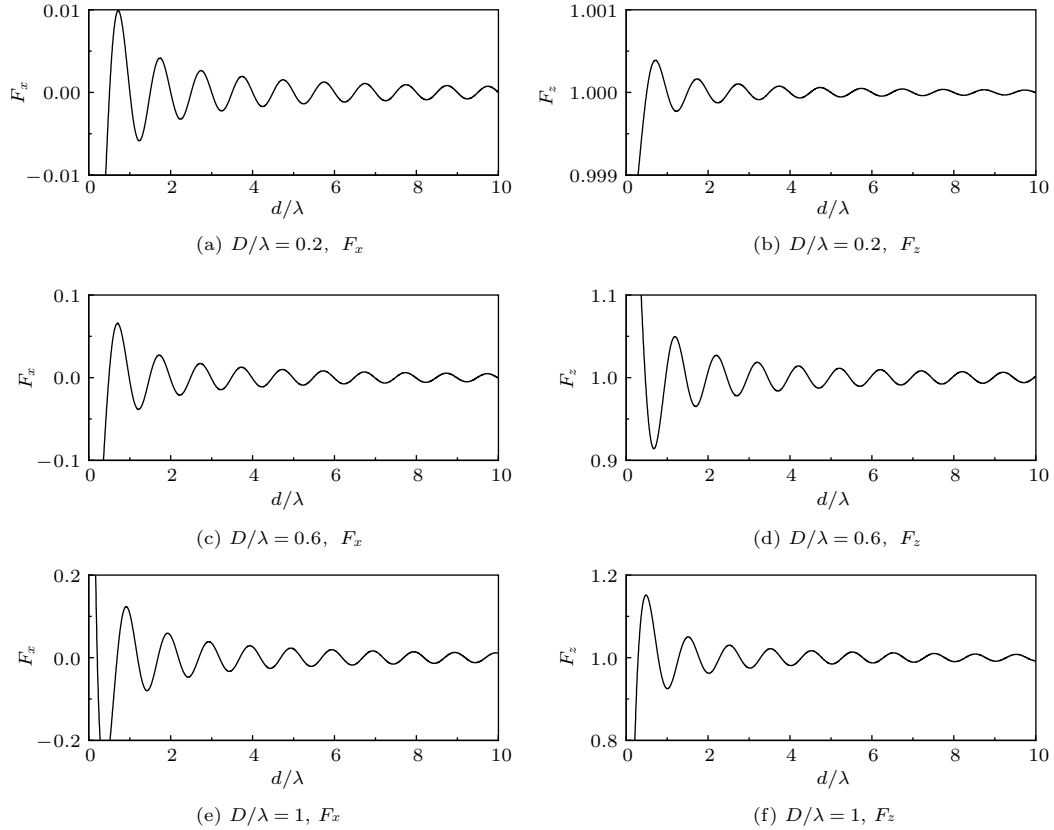 0.01
0.00
−0.01
F_x
0 2 4 6 8 10
d/λ
(a) D/λ = 0.2, F_x
1.001
1.000
0.999
F_z
0 2 4 6 8 10
d/λ
(b) D/λ = 0.2, F_z
0.1
0.0
−0.1
F_x
0 2 4 6 8 10
d/λ
(c) D/λ = 0.6, F_x
1.1
1.0
0.9
F_z
0 2 4 6 8 10
d/λ
(d) D/λ = 0.6, F_z
0.2
0.0
−0.2
F_x
0 2 4 6 8 10
d/λ
(e) D/λ = 1, F_x
1.2
1.0
0.8
F_z
0 2 4 6 8 10
d/λ
(f) D/λ = 1, F_z